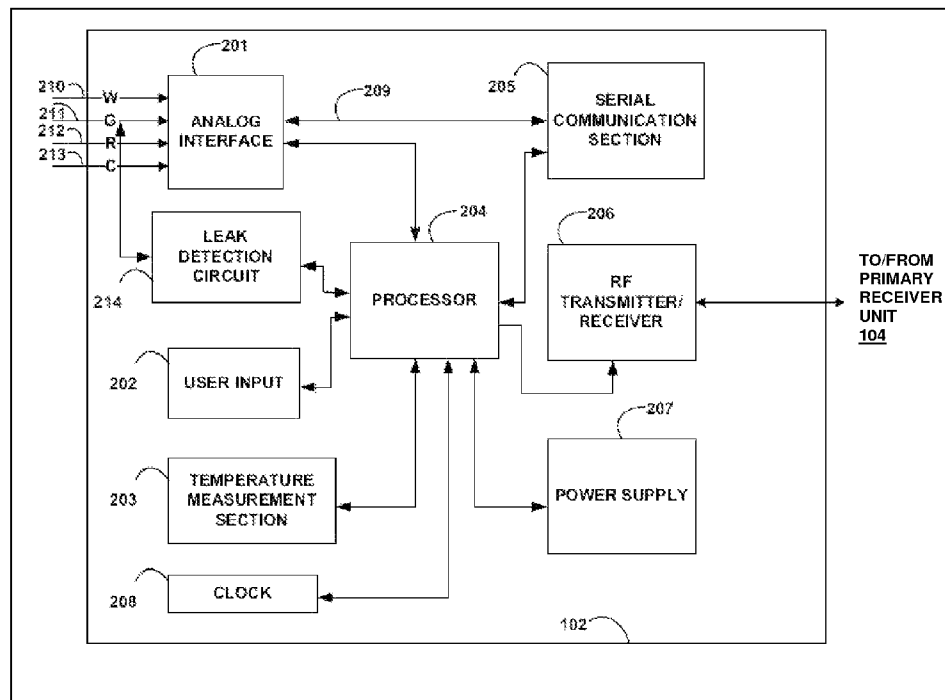 201
210
W
211
G
212
R
213
C
ANALOG
INTERFACE
209
205
SERIAL
COMMUNICATION
SECTION
LEAK
DETECTION
CIRCUIT
214
204
PROCESSOR
206
RF
TRANSMITTER/
RECEIVER
TO/FROM
PRIMARY
RECEIVER
UNIT
104
202
USER INPUT
207
POWER SUPPLY
203
TEMPERATURE
MEASUREMENT
SECTION
208
CLOCK
102